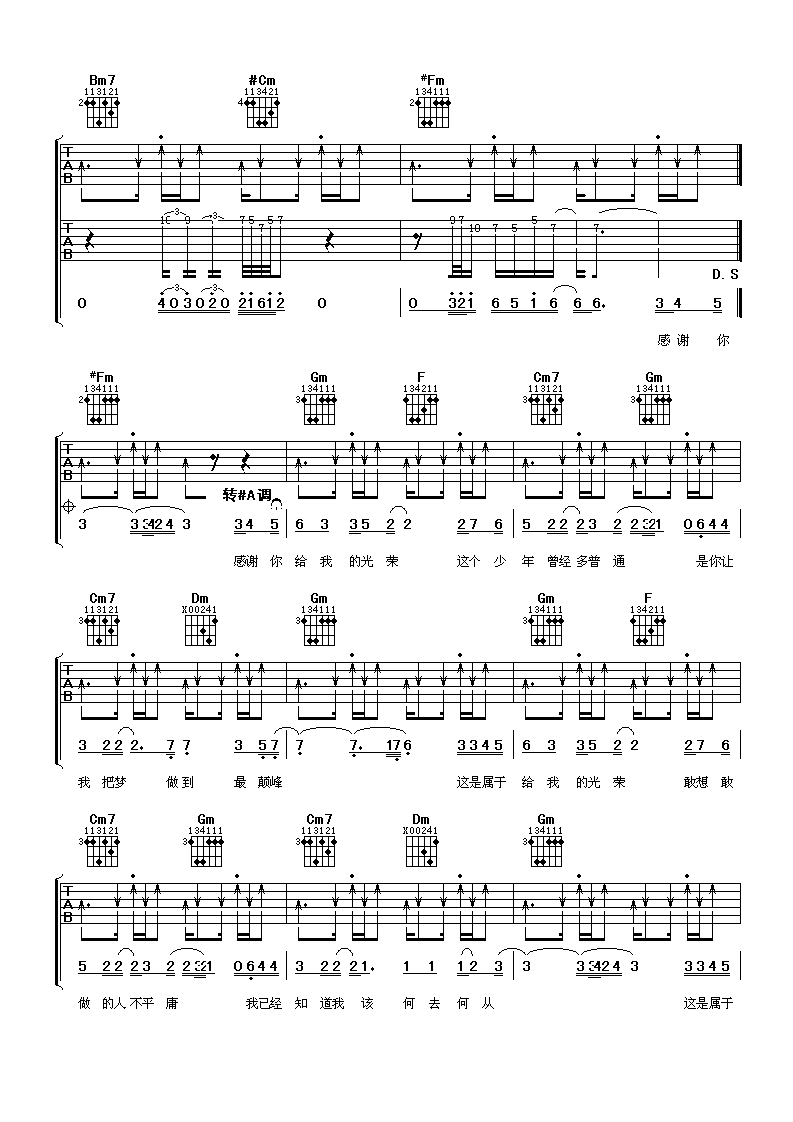 Bm7 #Cm #Fm
113121 113421 134111
2 4 2
T A B
3 3
10 9 7 5 7 5 7 9 7 10 7 5 5 7 7
T A B
D.S
3 3
0 4 0 3 0 2 0 2 1 6 1 2 0 0 3 2 1 6 5 1 6 6 6. 3 4 5
感谢 你
#Fm Gm F Cm7 Gm
134111 134111 134211 113121 134111
2 3 3 3
T A B
转#A调
3 3 3 4 2 4 3 3 4 5 6 3 3 5 2 2 2 7 6 5 2 2 2 3 2 2 3 2 1 0 6 4 4
感谢 你 给 我 的光 荣 这个 少 年 曾经 多普 通 是你让
Cm7 Dm Gm Gm F
113121 X00241 134111 134111 134211
3 3 3
T A B
3 2 2 2. 7 7 3 5 7 7 7. 1 7 6 3 3 4 5 6 3 3 5 2 2 2 7 6
我 把梦 做到 最 颠峰 这是属于 给 我 的光 荣 敢想 敢
Cm7 Gm Cm7 Dm Gm
113121 134111 113121 X00241 134111
3 3 3 3
T A B
5 2 2 2 3 2 2 3 2 1 0 6 4 4 3 2 2 2 1. 1 1 1 2 3 3 3 3 4 2 4 3 3 3 4 5
做 的人 不平 庸 我已经 知 道我 该 何 去 何 从 这是属于